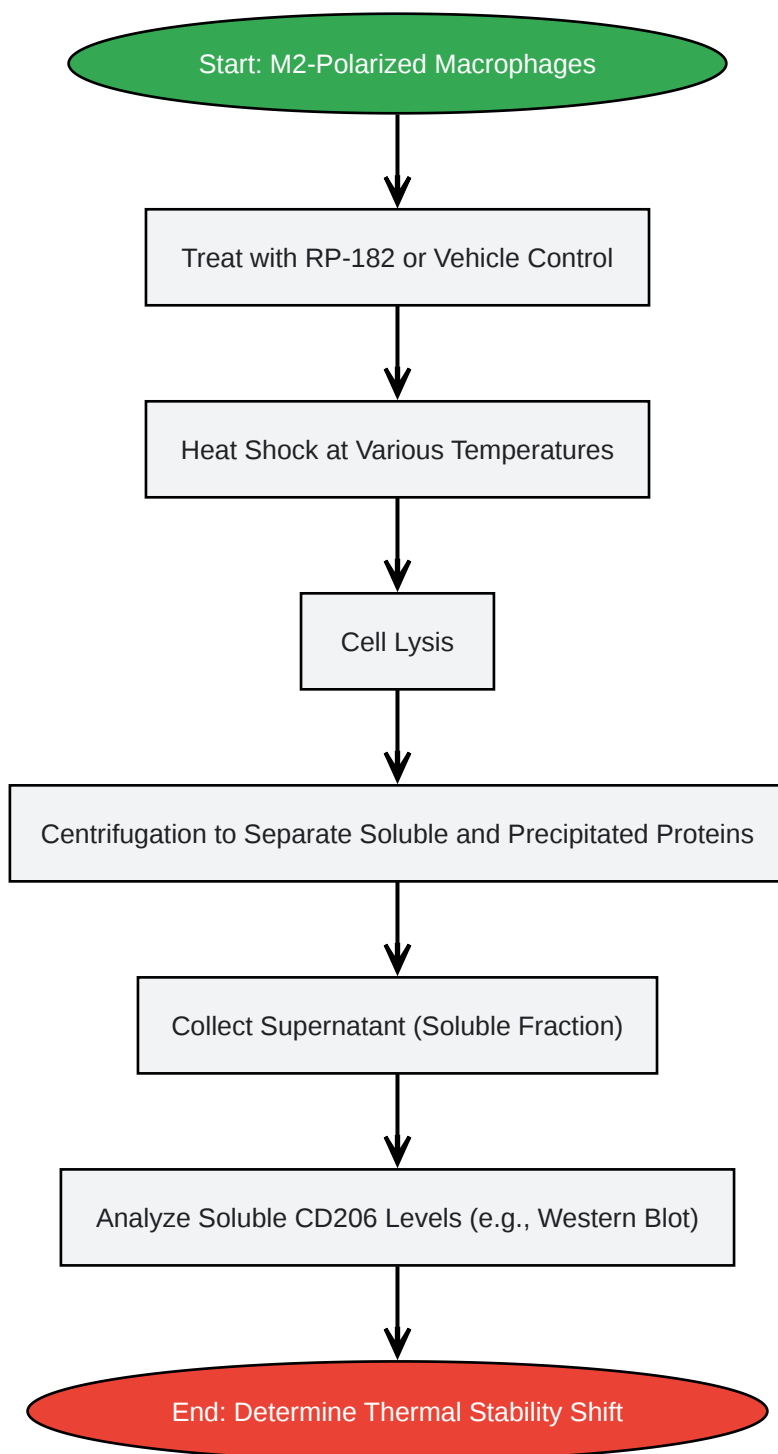 Start: M2-Polarized Macrophages
Treat with RP-182 or Vehicle Control
Heat Shock at Various Temperatures
Cell Lysis
Centrifugation to Separate Soluble and Precipitated Proteins
Collect Supernatant (Soluble Fraction)
Analyze Soluble CD206 Levels (e.g., Western Blot)
End: Determine Thermal Stability Shift